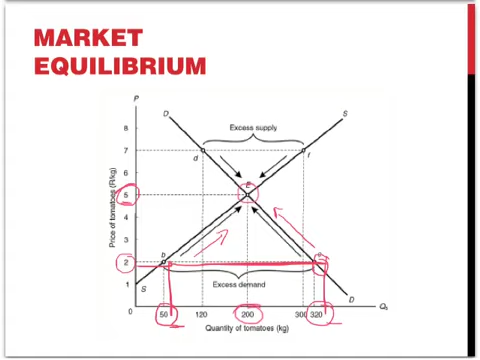 MARKET
EQUILIBRIUM
P
D
S
8
Excess supply
7
d
f
6
E
5
4
3
b
2
1
S
Excess demand
D
0
50
120
200
300 320
Qs
Price of tomatoes (R/kg)
Quantity of tomatoes (kg)